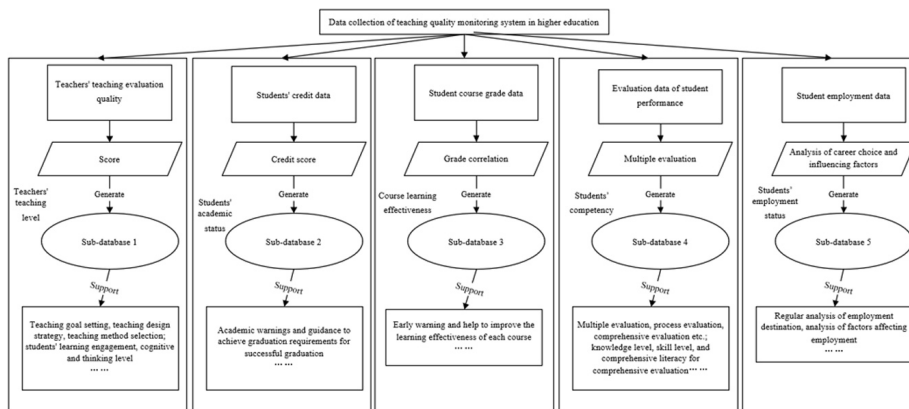 Data collection of teaching quality monitoring system in higher education
Teachers' teaching evaluation
quality
Score
Teachers'
teaching
level
Generate
Sub-database 1
Support
Teaching goal setting, teaching design
strategy, teaching method selection;
students' learning engagement, cognitive
and thinking level
··· ···
Students' credit data
Credit score
Students'
academic
status
Generate
Sub-database 2
Support
Academic warnings and guidance to
achieve graduation requirements for
successful graduation
··· ···
Student course grade data
Grade correlation
Course learning
effectiveness
Generate
Sub-database 3
Support
Early warning and help to improve the
learning effectiveness of each course
··· ···
Evaluation data of student
performance
Multiple evaluation
Students'
competency
Generate
Sub-database 4
Support
Multiple evaluation, process evaluation,
comprehensive evaluation etc.;
knowledge level, skill level, and
comprehensive literacy for
comprehensive evaluation··· ···
Student employment data
Analysis of career choice and
influencing factors
Students'
employment
status
Generate
Sub-database 5
Support
Regular analysis of employment
destination, analysis of factors affecting
employment
··· ···